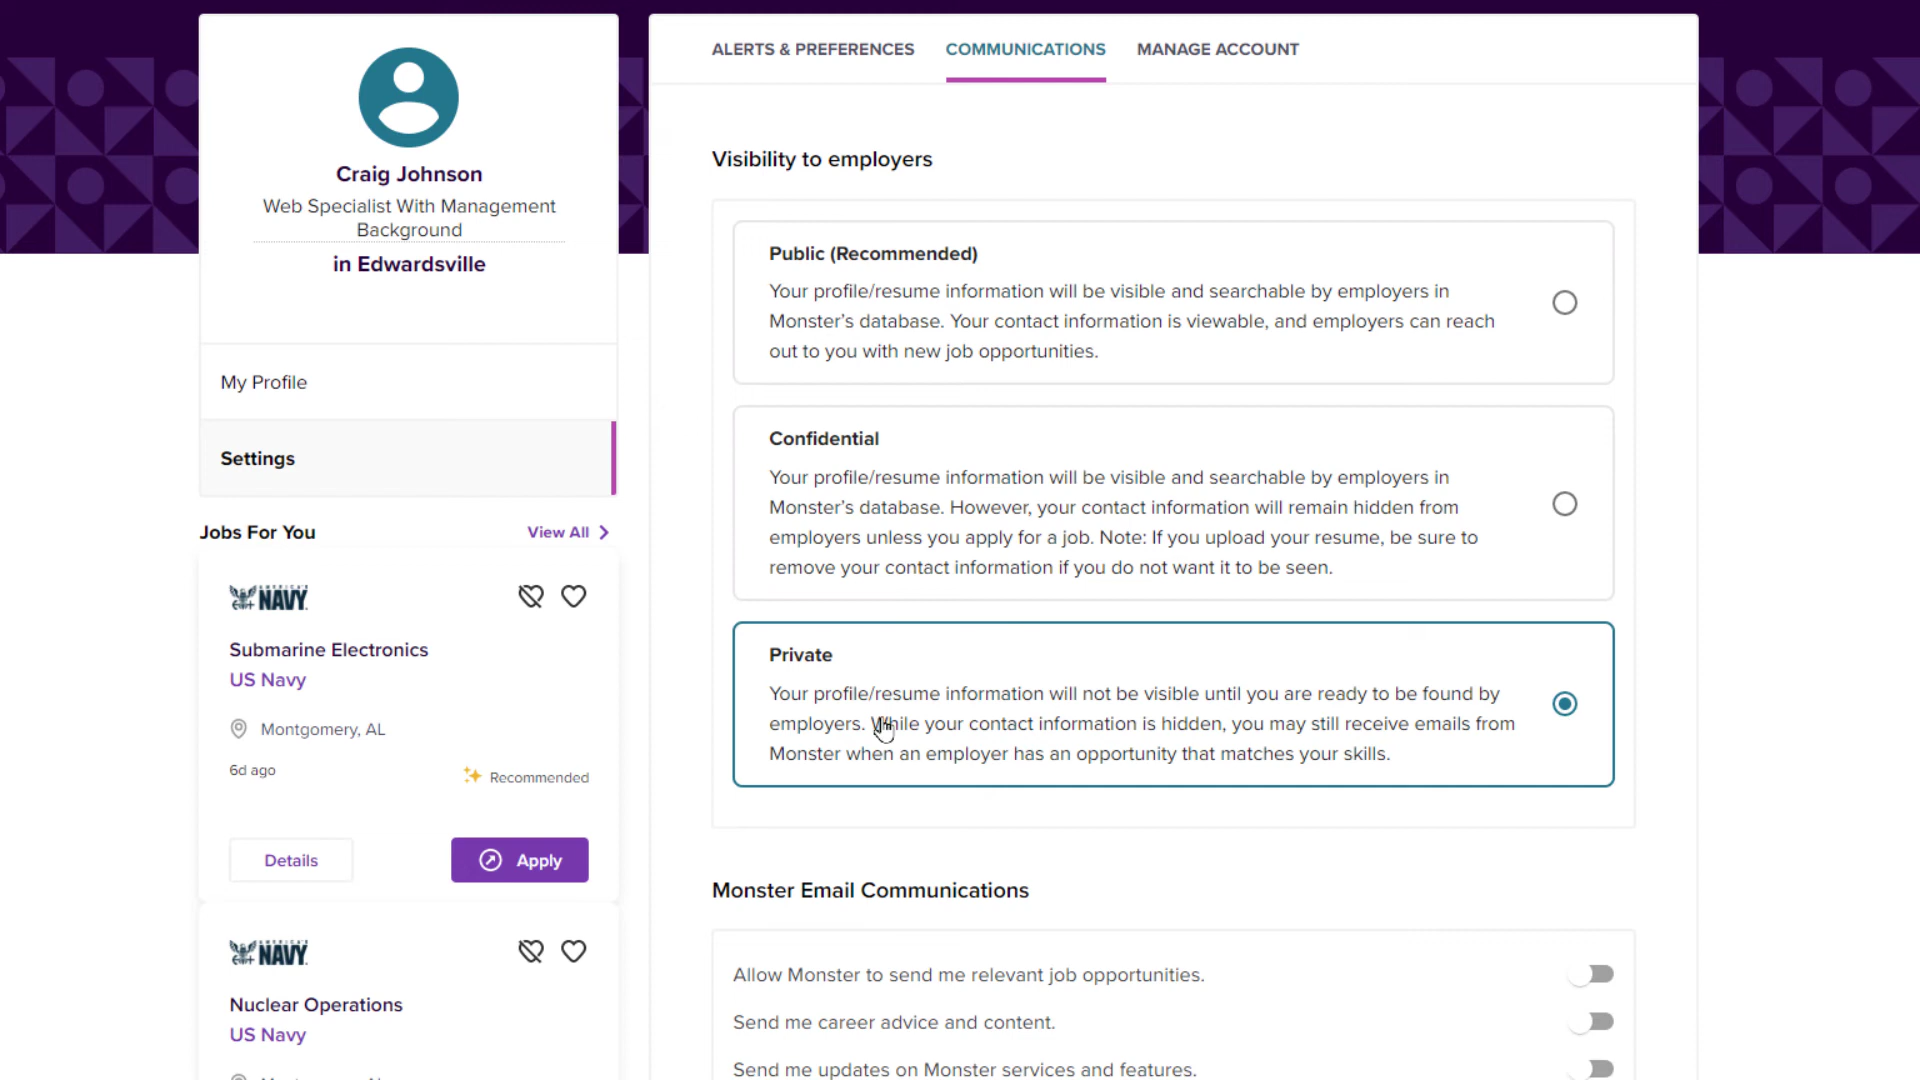 Craig Johnson
Web Specialist With Management
Background
in Edwardsville
My Profile
Settings
Jobs For You
View All
AMERICA'S
NAVY
Submarine Electronics
US Navy
Montgomery, AL
6d ago
Recommended
Details
Apply
AMERICA'S
NAVY
Nuclear Operations
US Navy
ALERTS & PREFERENCES
COMMUNICATIONS
MANAGE ACCOUNT
Visibility to employers
Public (Recommended)
Your profile/resume information will be visible and searchable by employers in
Monster’s database. Your contact information is viewable, and employers can reach
out to you with new job opportunities.
Confidential
Your profile/resume information will be visible and searchable by employers in
Monster’s database. However, your contact information will remain hidden from
employers unless you apply for a job. Note: If you upload your resume, be sure to
remove your contact information if you do not want it to be seen.
Private
Your profile/resume information will not be visible until you are ready to be found by
employers. While your contact information is hidden, you may still receive emails from
Monster when an employer has an opportunity that matches your skills.
Monster Email Communications
Allow Monster to send me relevant job opportunities.
Send me career advice and content.
Send me updates on Monster services and features.